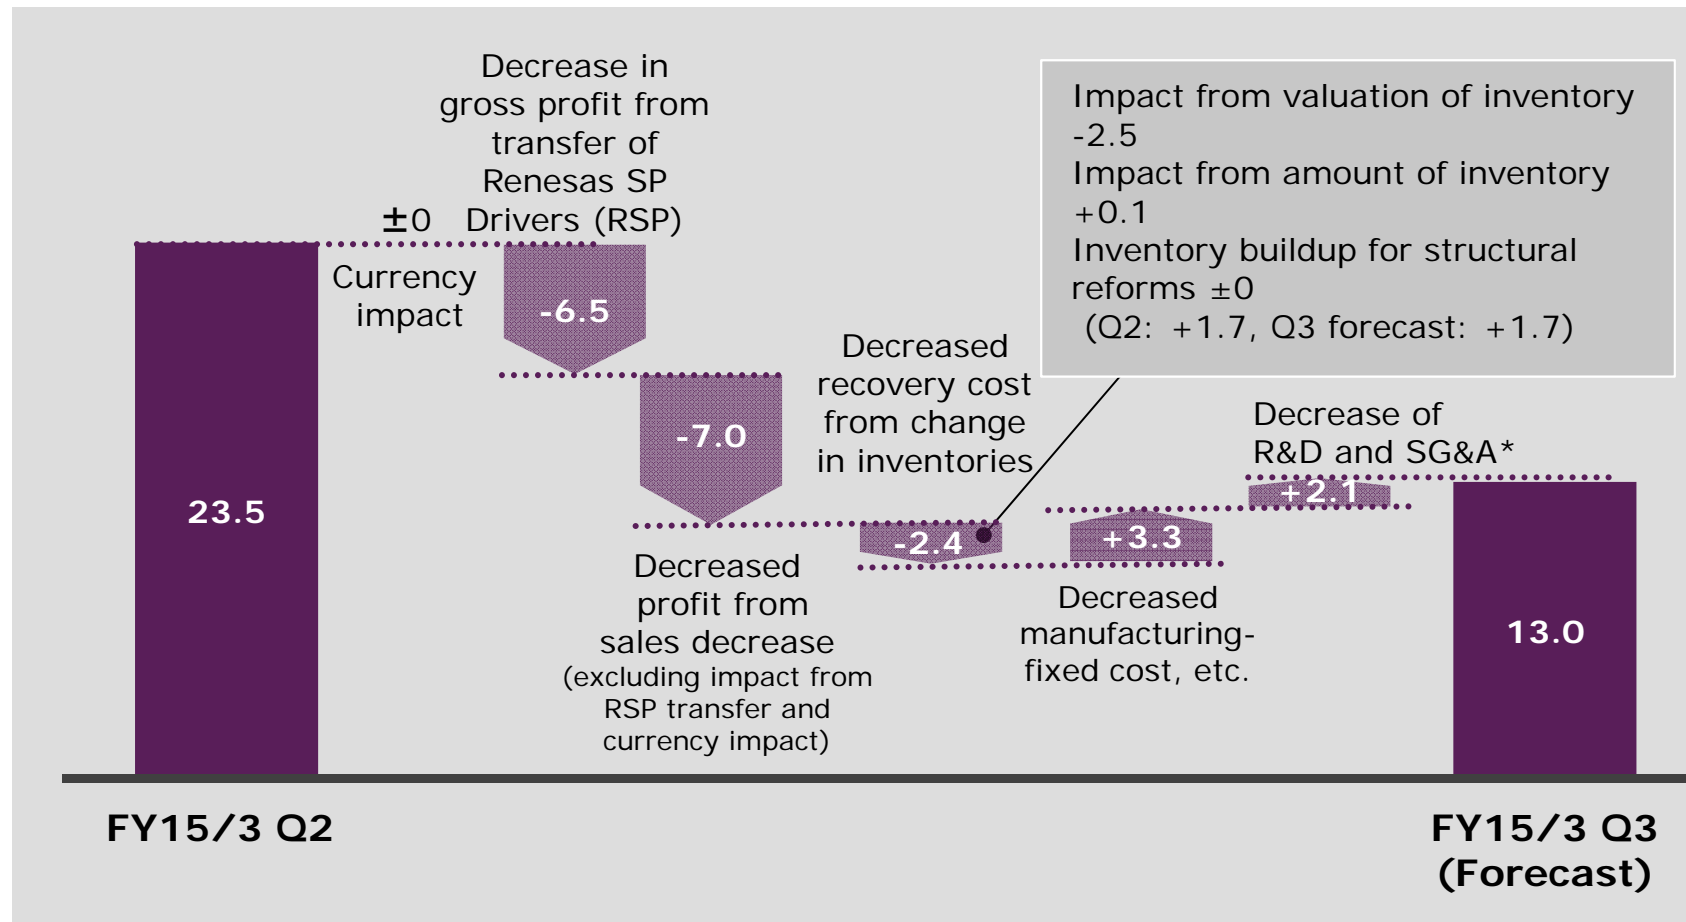 Decrease in
gross profit from
transfer of
Renesas SP
Drivers (RSP)
±0
Currency
impact
-6.5
-7.0
Decreased
profit from
sales decrease
(excluding impact from
RSP transfer and
currency impact)
Decreased
recovery cost
from change
in inventories
-2.4
Impact from valuation of inventory
-2.5
Impact from amount of inventory
+0.1
Inventory buildup for structural
reforms ±0
(Q2: +1.7, Q3 forecast: +1.7)
+3.3
Decreased
manufacturing-
fixed cost, etc.
Decrease of
R&D and SG&A*
+2.1
23.5
13.0
FY15/3 Q2
FY15/3 Q3
(Forecast)